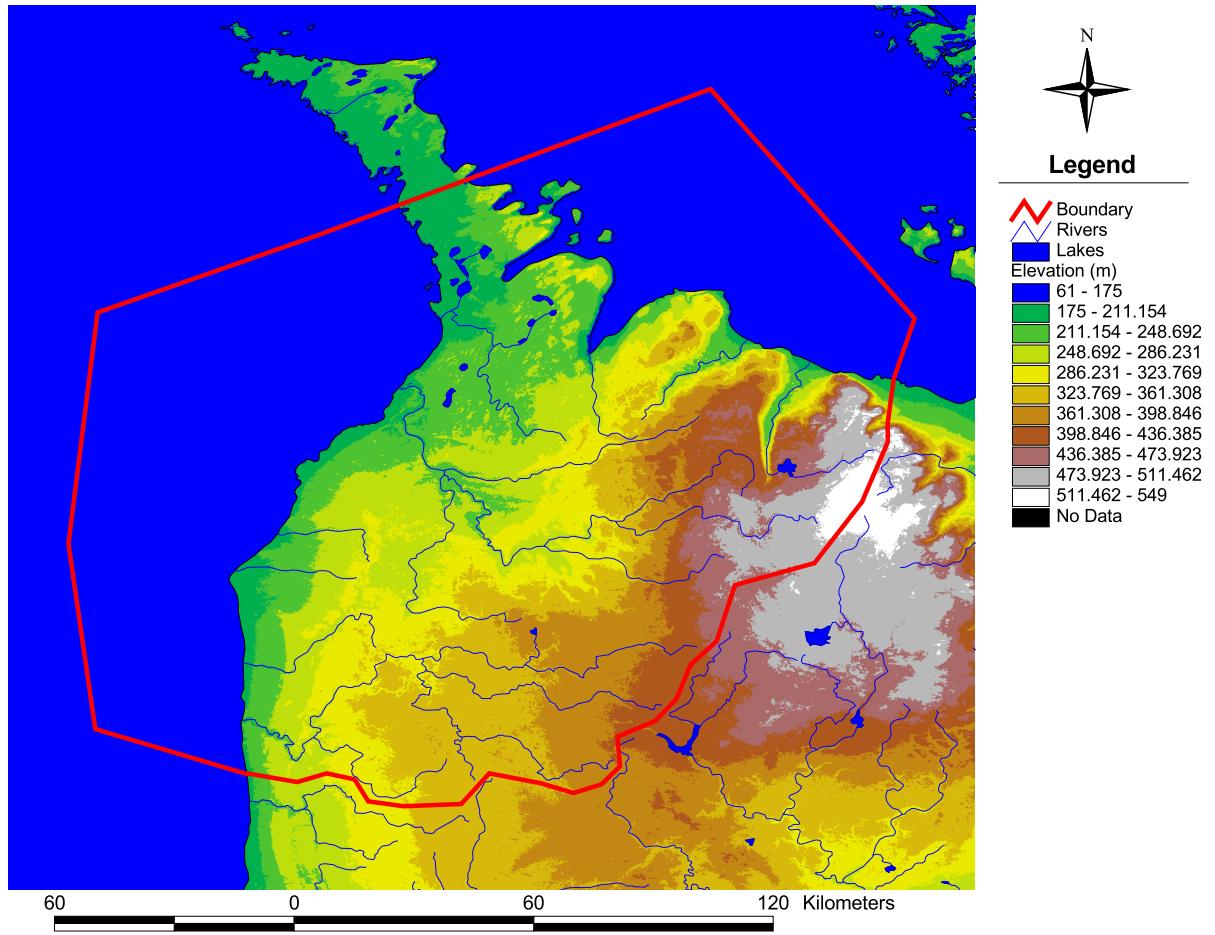 N
Legend
Boundary
Rivers
Lakes
Elevation (m)
61 - 175
175 - 211.154
211.154 - 248.692
248.692 - 286.231
286.231 - 323.769
323.769 - 361.308
361.308 - 398.846
398.846 - 436.385
436.385 - 473.923
473.923 - 511.462
511.462 - 549
No Data
60 0 60 120 Kilometers